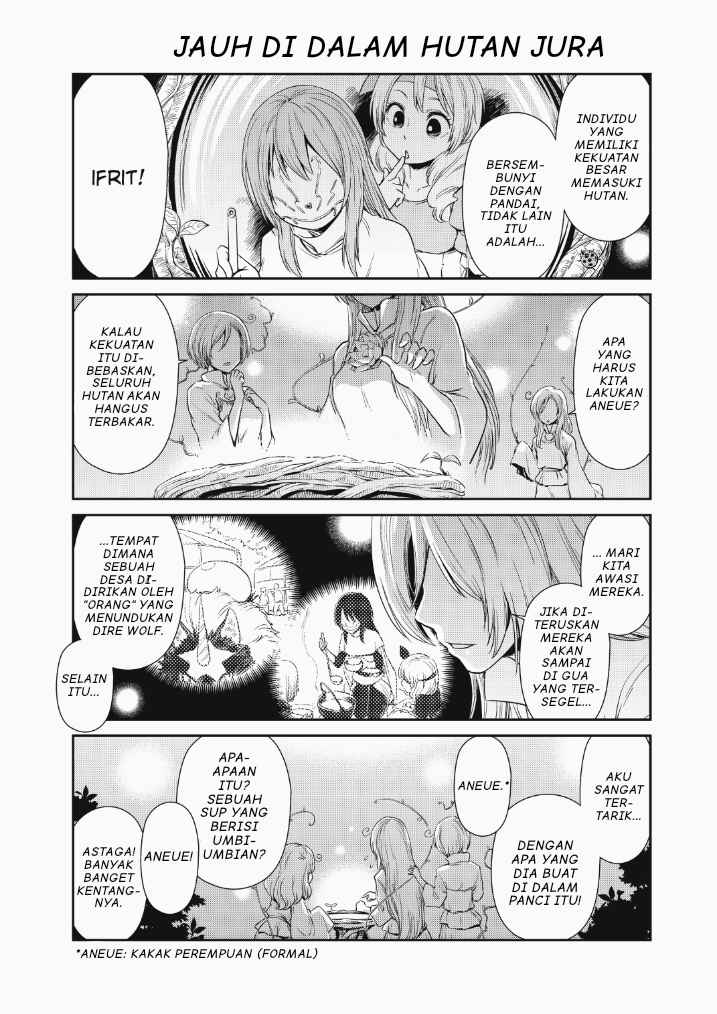 JAUH DI DALAM HUTAN JURA
INDIVIDU
YANG
MEMILIKI
KEKUATAN
BESAR
MEMASUKI
HUTAN.
BERSEM-
BUNYI
DENGAN
PANDAI,
TIDAK LAIN
ITU
ADALAH...
IFRIT!
APA
YANG
HARUS
KITA
LAKUKAN
ANEUE?
KALAU
KEKUATAN
ITU DI-
BEBASKAN,
SELURUH
HUTAN AKAN
HANGUS
TERBAKAR.
... MARI
KITA
AWASI
MEREKA.
JIKA DI-
TERUSKAN
MEREKA
AKAN
SAMPAI
DI GUA
YANG TER-
SEGEL...
...TEMPAT
DIMANA
SEBUAH
DESA DI-
DIRIKAN OLEH
"ORANG" YANG
MENUNDUKAN
DIRE WOLF.
SELAIN
ITU...
AKU
SANGAT
TER-
TARIK...
DENGAN
APA YANG
DIA BUAT
DI DALAM
PANCI ITU!
ANEUE.*
APA-
APAAN
ITU?
SEBUAH
SUP YANG
BERISI
UMBI-
UMBIAN?
ANEUE!
ASTAGA!
BANYAK
BANGET
KENTANG-
NYA.
*ANEUE: KAKAK PEREMPUAN (FORMAL)